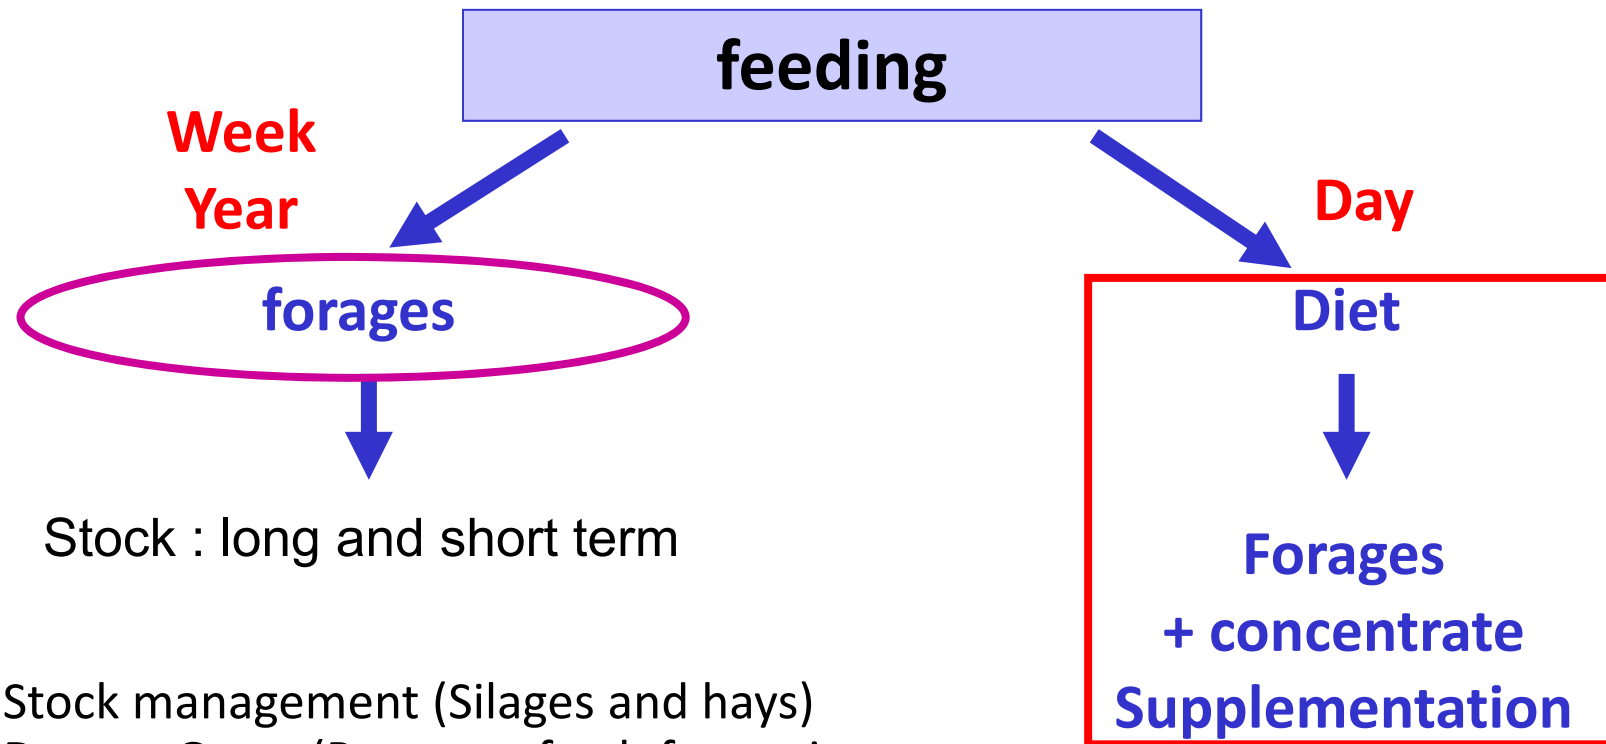 feeding
Week
Year
Day
forages
Diet
Stock : long and short term
Forages
+ concentrate
Supplementation
Stock management (Silages and hays)